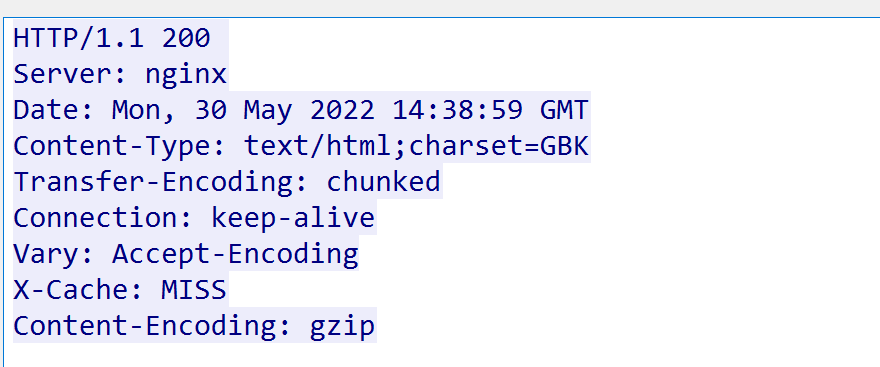 HTTP/1.1 200
Server: nginx
Date: Mon, 30 May 2022 14:38:59 GMT
Content-Type: text/html;charset=GBK
Transfer-Encoding: chunked
Connection: keep-alive
Vary: Accept-Encoding
X-Cache: MISS
Content-Encoding: gzip